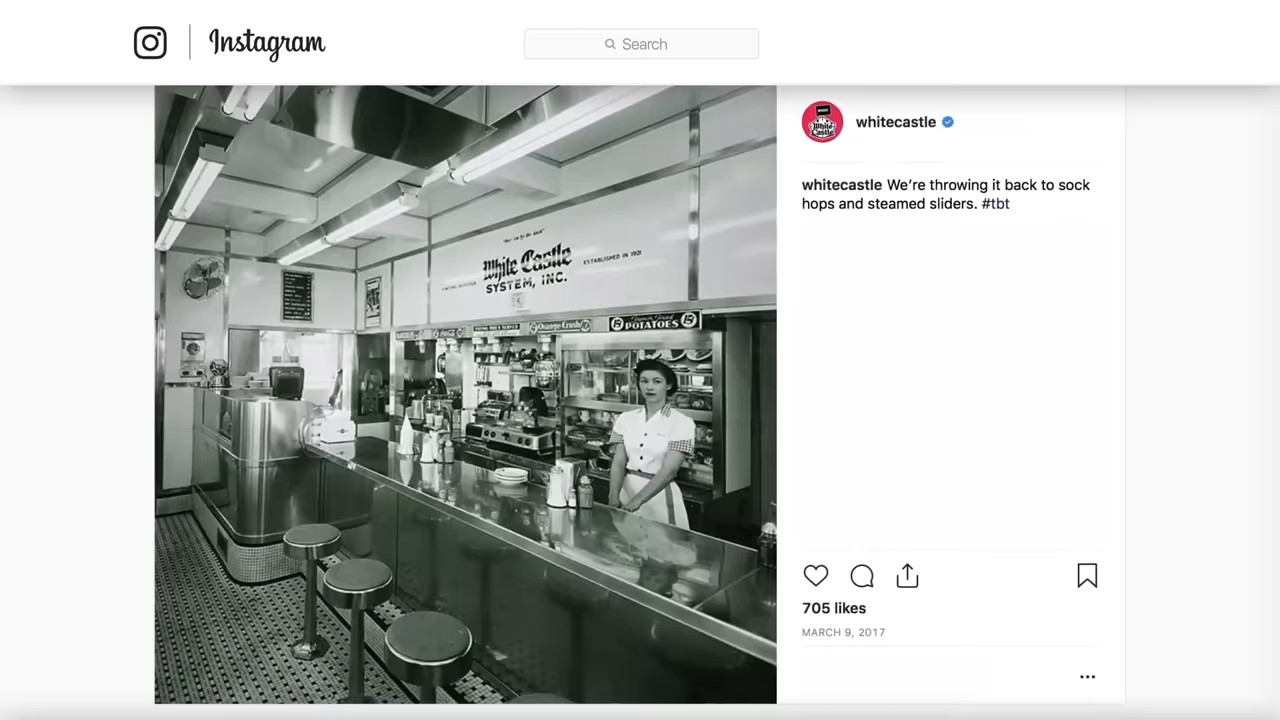 Instagram
Search
whitecastle
whitecastle We're throwing it back to sock
hops and steamed sliders. #tbt
705 likes
MARCH 9, 2017
White Castle
SYSTEM, INC.
ESTABLISHED IN 1921
Orange-Crush
POTATOES
15